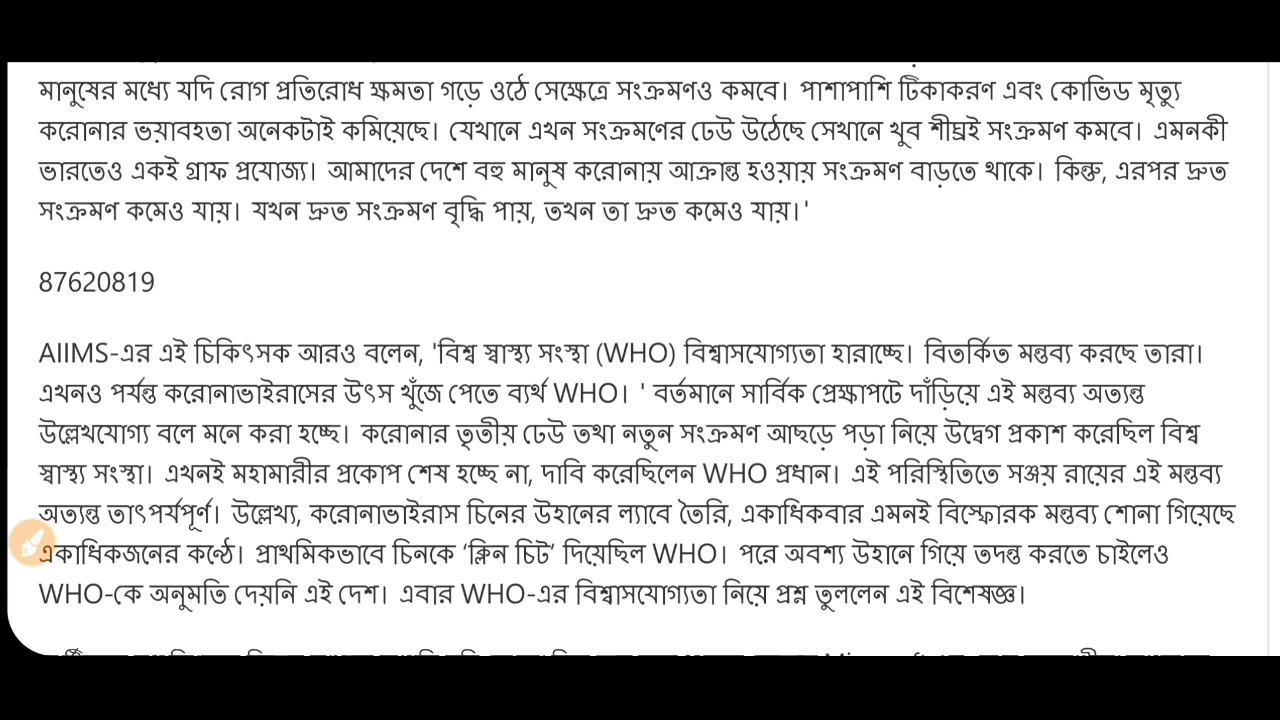 মানুষের মধ্যে যদি রোগ প্রতিরোধ ক্ষমতা গড়ে ওঠে সেক্ষেত্রে সংক্রমণও কমবে। পাশাপাশি টিকাকরণ এবং কোভিড মৃত্যু
করোনার ভয়াবহতা অনেকটাই কমিয়েছে। যেখানে এখন সংক্রমণের ঢেউ উঠেছে সেখানে খুব শীঘ্রই সংক্রমণ কমবে। এমনকী
ভারতেও একই গ্রাফ প্রযোজ্য। আমাদের দেশে বহু মানুষ করোনায় আক্রান্ত হওয়ায় সংক্রমণ বাড়তে থাকে। কিন্তু, এরপর দ্রুত
সংক্রমণ কমেও যায়। যখন দ্রুত সংক্রমণ বৃদ্ধি পায়, তখন তা দ্রুত কমেও যায়।'
87620819
AIIMS-এর এই চিকিৎসক আরও বলেন, 'বিশ্ব স্বাস্থ্য সংস্থা (WHO) বিশ্বাসযোগ্যতা হারাচ্ছে। বিতর্কিত মন্তব্য করছে তারা।
এখনও পর্যন্ত করোনাভাইরাসের উৎস খুঁজে পেতে ব্যর্থ WHO। ' বর্তমানে সার্বিক প্রেক্ষাপটে দাঁড়িয়ে এই মন্তব্য অত্যন্ত
উল্লেখযোগ্য বলে মনে করা হচ্ছে। করোনার তৃতীয় ঢেউ তথা নতুন সংক্রমণ আছড়ে পড়া নিয়ে উদ্বেগ প্রকাশ করেছিল বিশ্ব
স্বাস্থ্য সংস্থা। এখনই মহামারীর প্রকোপ শেষ হচ্ছে না, দাবি করেছিলেন WHO প্রধান। এই পরিস্থিতিতে সঞ্জয় রায়ের এই মন্তব্য
অত্যন্ত তাৎপর্যপূর্ণ। উল্লেখ্য, করোনাভাইরাস চিনের উহানের ল্যাবে তৈরি, একাধিকবার এমনই বিস্ফোরক মন্তব্য শোনা গিয়েছে
একাধিকজনের কণ্ঠে। প্রাথমিকভাবে চিনকে ‘ক্লিন চিট’ দিয়েছিল WHO। পরে অবশ্য উহানে গিয়ে তদন্ত করতে চাইলেও
WHO-কে অনুমতি দেয়নি এই দেশ। এবার WHO-এর বিশ্বাসযোগ্যতা নিয়ে প্রশ্ন তুললেন এই বিশেষজ্ঞ।